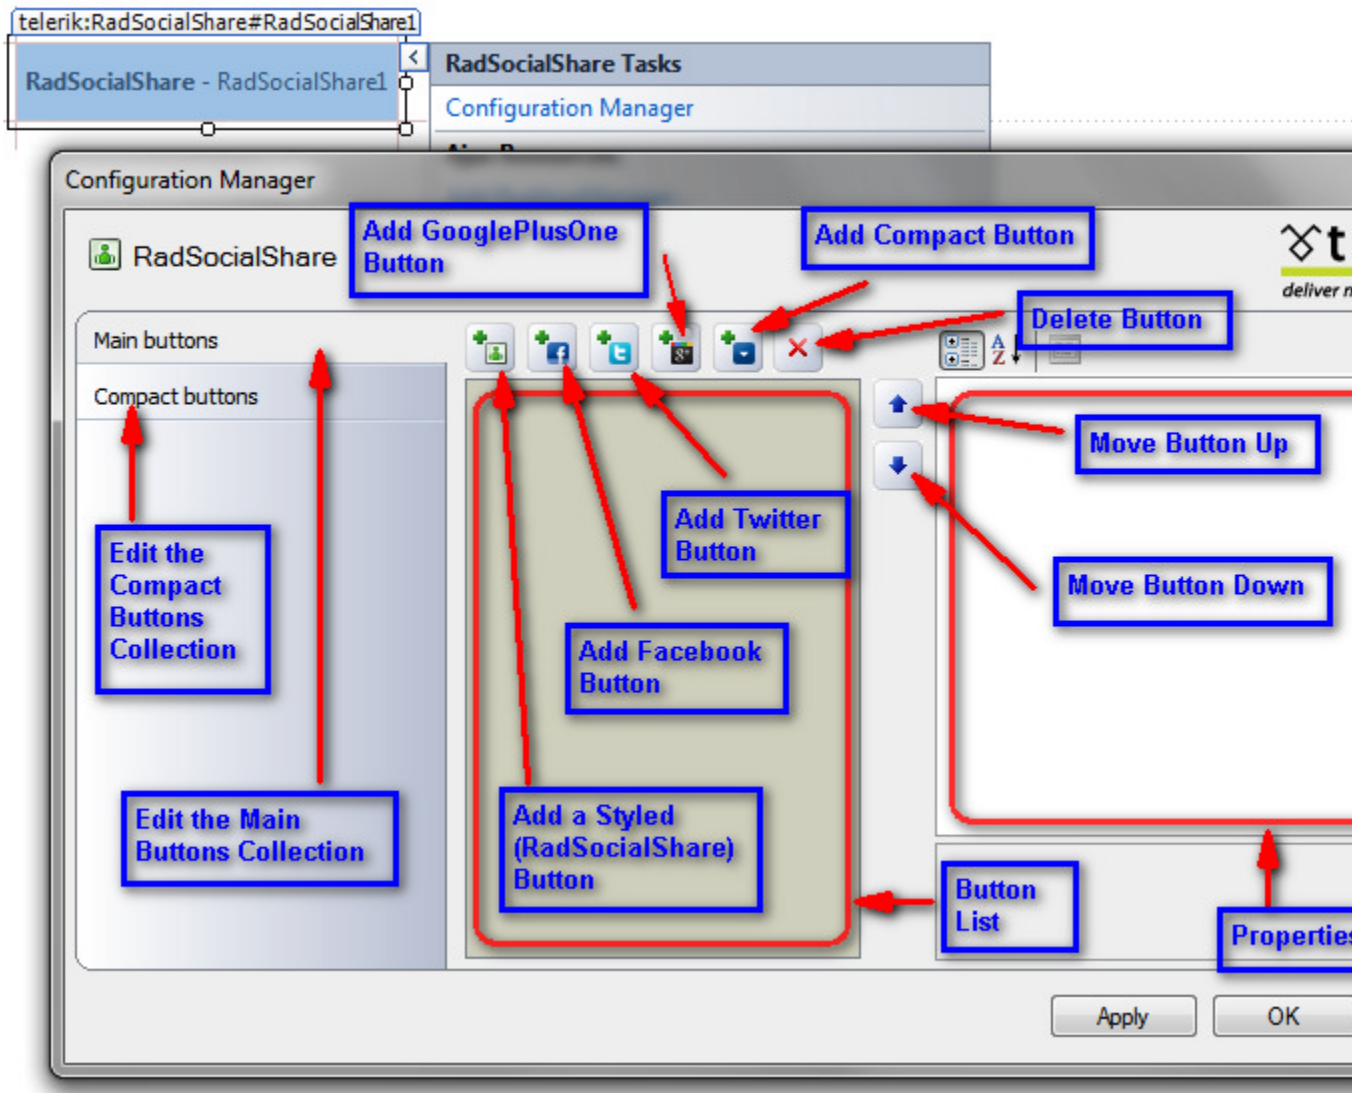 telerik:RadSocialShare#RadSocialShare1
RadSocialShare - RadSocialShare1
RadSocialShare Tasks
Configuration Manager
Configuration Manager
RadSocialShare
Add GooglePlusOne
Button
Add Compact Button
Delete Button
deliver
Main buttons
Compact buttons
Move Button Up
Move Button Down
Add Twitter
Button
Edit the
Compact
Buttons
Collection
Add Facebook
Button
Edit the Main
Buttons Collection
Add a Styled
(RadSocialShare)
Button
Button
List
Properties
Apply
OK